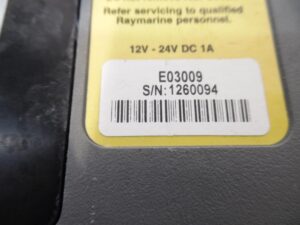 Refer servicing to qualified
Raymarine personnel.
12V - 24V DC 1A
E03009
S/N:1260094